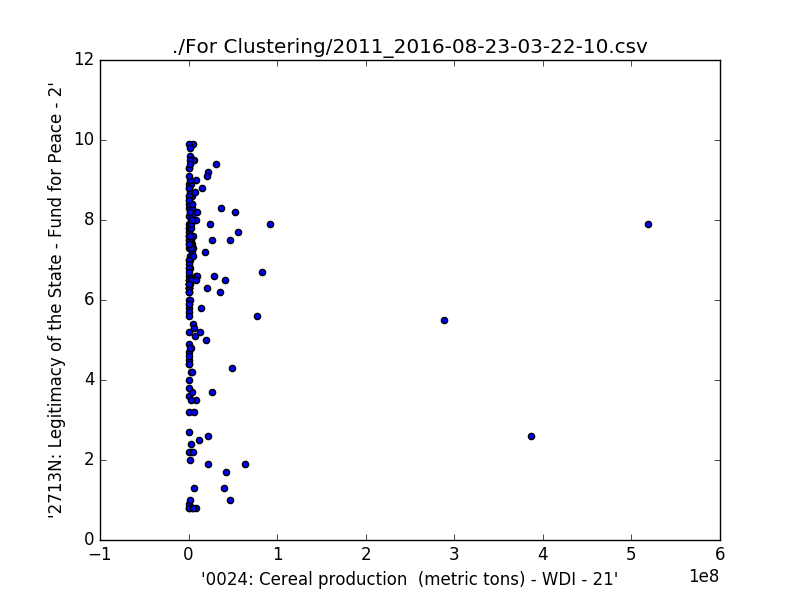 ./For Clustering/2011_2016-08-23-03-22-10.csv
12
10
8
6
4
2
0
'2713N: Legitimacy of the State - Fund for Peace - 2'
−1 0 1 2 3 4 5 6
1e8
'0024: Cereal production  (metric tons) - WDI - 21'